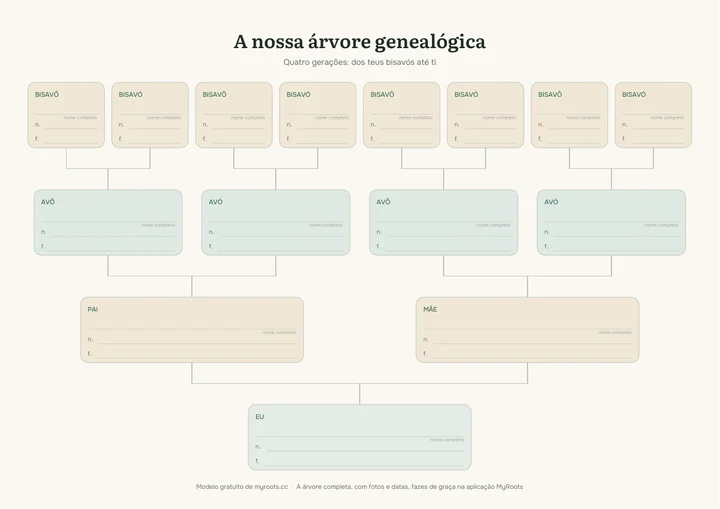 A nossa árvore genealógica
Quatro gerações: dos teus bisavós até ti
BISAVÔ BISAVÓ BISAVÔ BISAVÓ BISAVÔ BISAVÓ BISAVÔ BISAVÓ
nome completo nome completo nome completo nome completo nome completo nome completo nome completo nome completo
n. n. n. n. n. n. n. n.
f. f. f. f. f. f. f. f.
AVÔ AVÓ AVÔ AVÓ
nome completo nome completo nome completo nome completo
n. n. n. n.
f. f. f. f.
PAI MÃE
nome completo nome completo
n. n.
f. f.
EU
nome completo
n.
f.
Modelo gratuito de myroots.cc · A árvore completa, com fotos e datas, fazes de graça na aplicação MyRoots